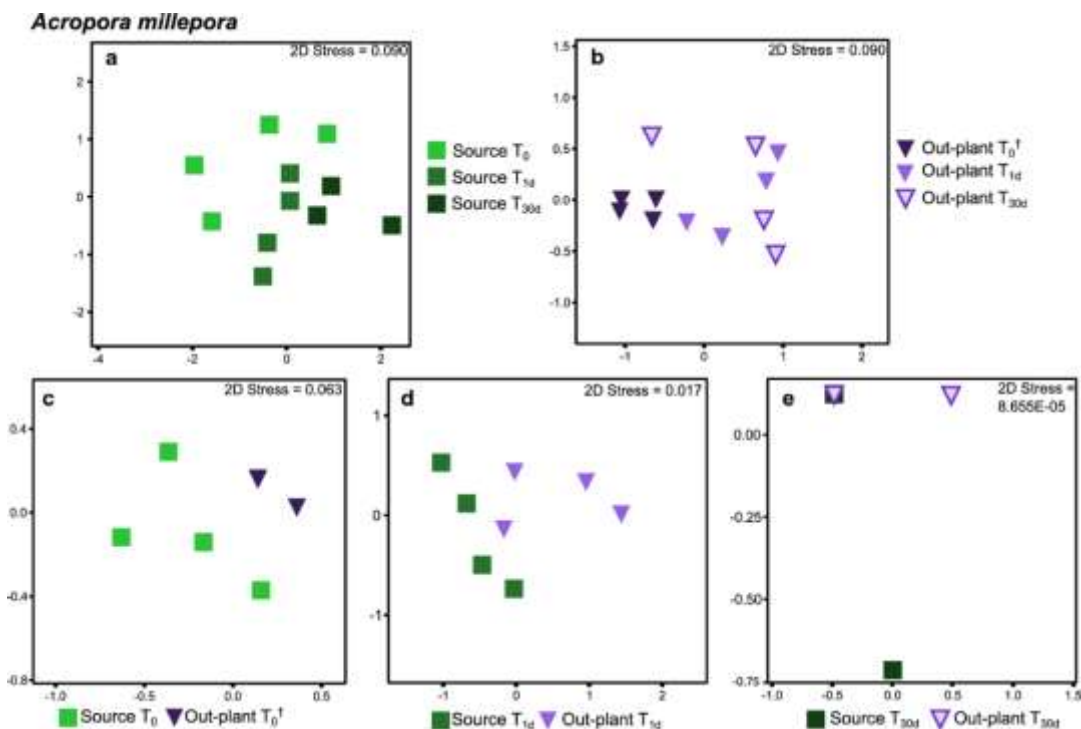 Acropora millepora
a
2D Stress = 0.090
2
1
0
-1
-2
-4
-2
0
2
Source T0
Source T1d
Source T30d
b
2D Stress = 0.090
1.5
1.0
0.5
0.0
-0.5
-1.0
-1
0
1
2
Out-plant T0†
Out-plant T1d
Out-plant T30d
c
2D Stress = 0.063
0.4
0.0
-0.4
-0.8
-1.0
-0.5
0.0
0.5
Source T0 Out-plant T0†
d
2D Stress = 0.017
1
0
-1
-1
0
1
2
Source T1d Out-plant T1d
e
2D Stress =
8.655E-05
0.00
-0.25
-0.50
-0.75
-1.0
-0.5
0.0
0.5
1.0
1.5
Source T30d Out-plant T30d